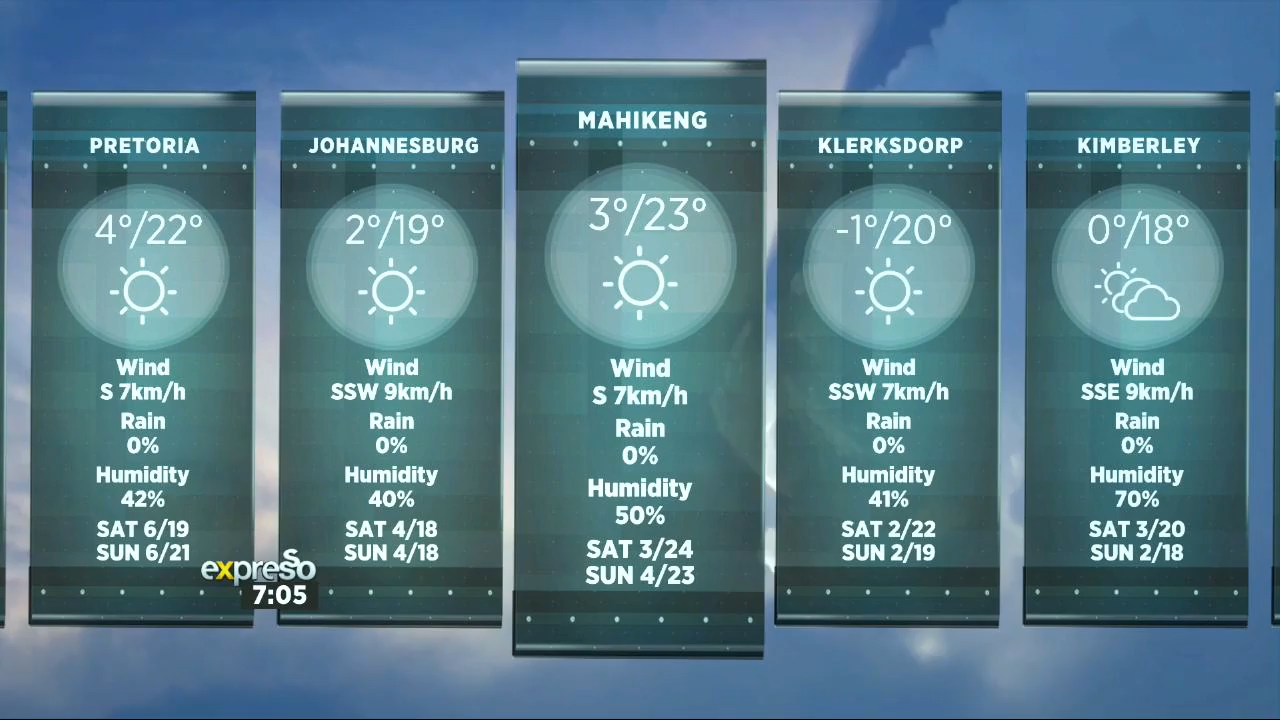 PRETORIA
4°/22°
Wind
S 7km/h
Rain
0%
Humidity
42%
SAT 6/19
SUN 6/21
JOHANNESBURG
2°/19°
Wind
SSW 9km/h
Rain
0%
Humidity
40%
SAT 4/18
SUN 4/18
MAHIKENG
3°/23°
Wind
S 7km/h
Rain
0%
Humidity
50%
SAT 3/24
SUN 4/23
KLERKSDORP
-1°/20°
Wind
SSW 7km/h
Rain
0%
Humidity
41%
SAT 2/22
SUN 2/19
KIMBERLEY
0°/18°
Wind
SSE 9km/h
Rain
0%
Humidity
70%
SAT 3/20
SUN 2/18
expresso
7:05